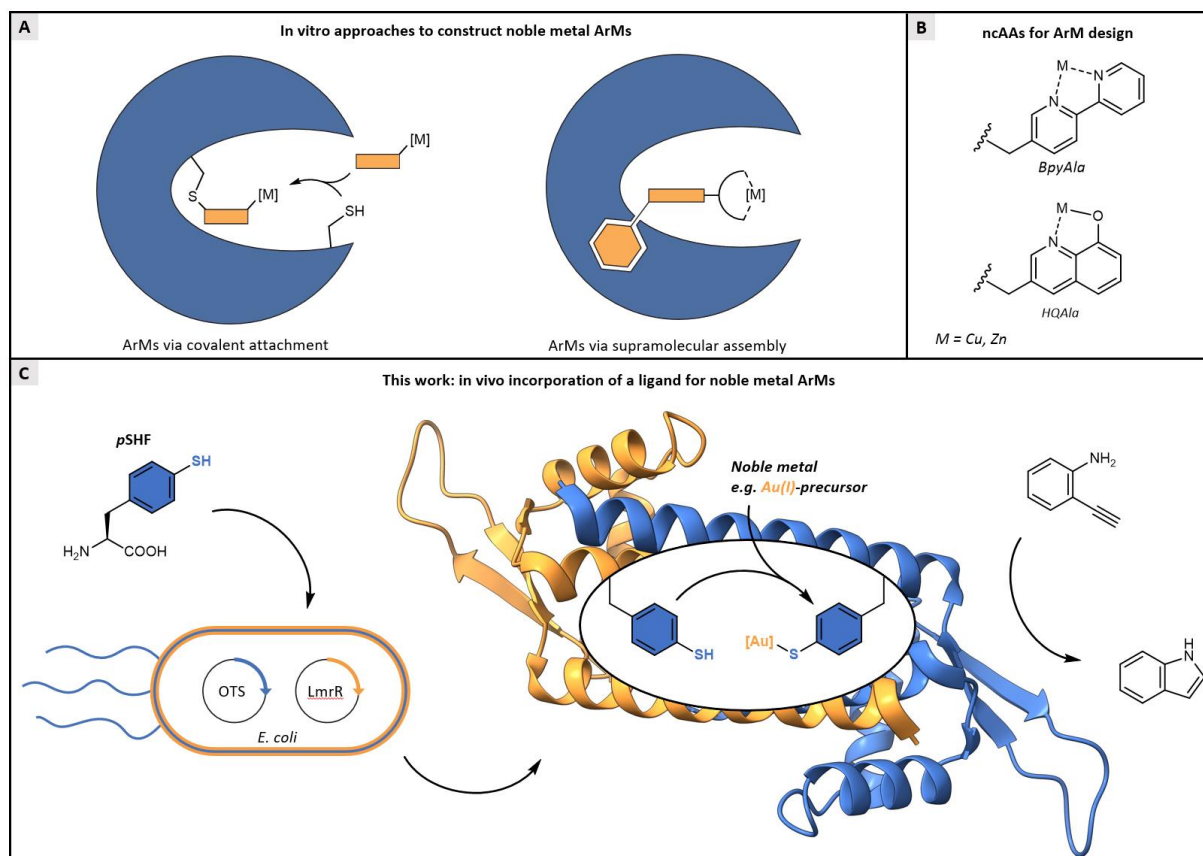 A
In vitro approaches to construct noble metal ArMs
[M]
S
[M]
SH
ArMs via covalent attachment
[M]
ArMs via supramolecular assembly
B
ncAAs for ArM design
M
N
N
BpyAla
M
O
N
HQAla
M = Cu, Zn
C
This work: in vivo incorporation of a ligand for noble metal ArMs
pSHF
SH
H2N
COOH
OTS
LmrR
E. coli
Noble metal
e.g. Au(I)-precursor
SH
[Au]
S
NH2
H
N